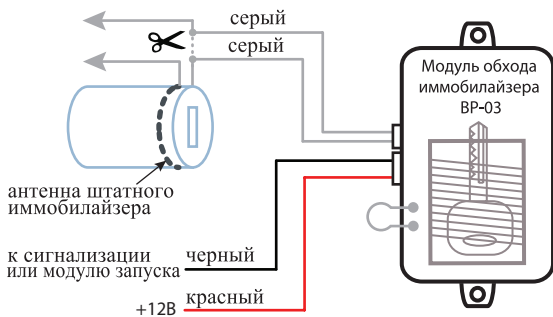 серый
серый
Модуль обхода
иммобилайзера
BP-03
антенна штатного
иммобилайзера
к сигнализации
или модулю запуска
черный
красный
+12В